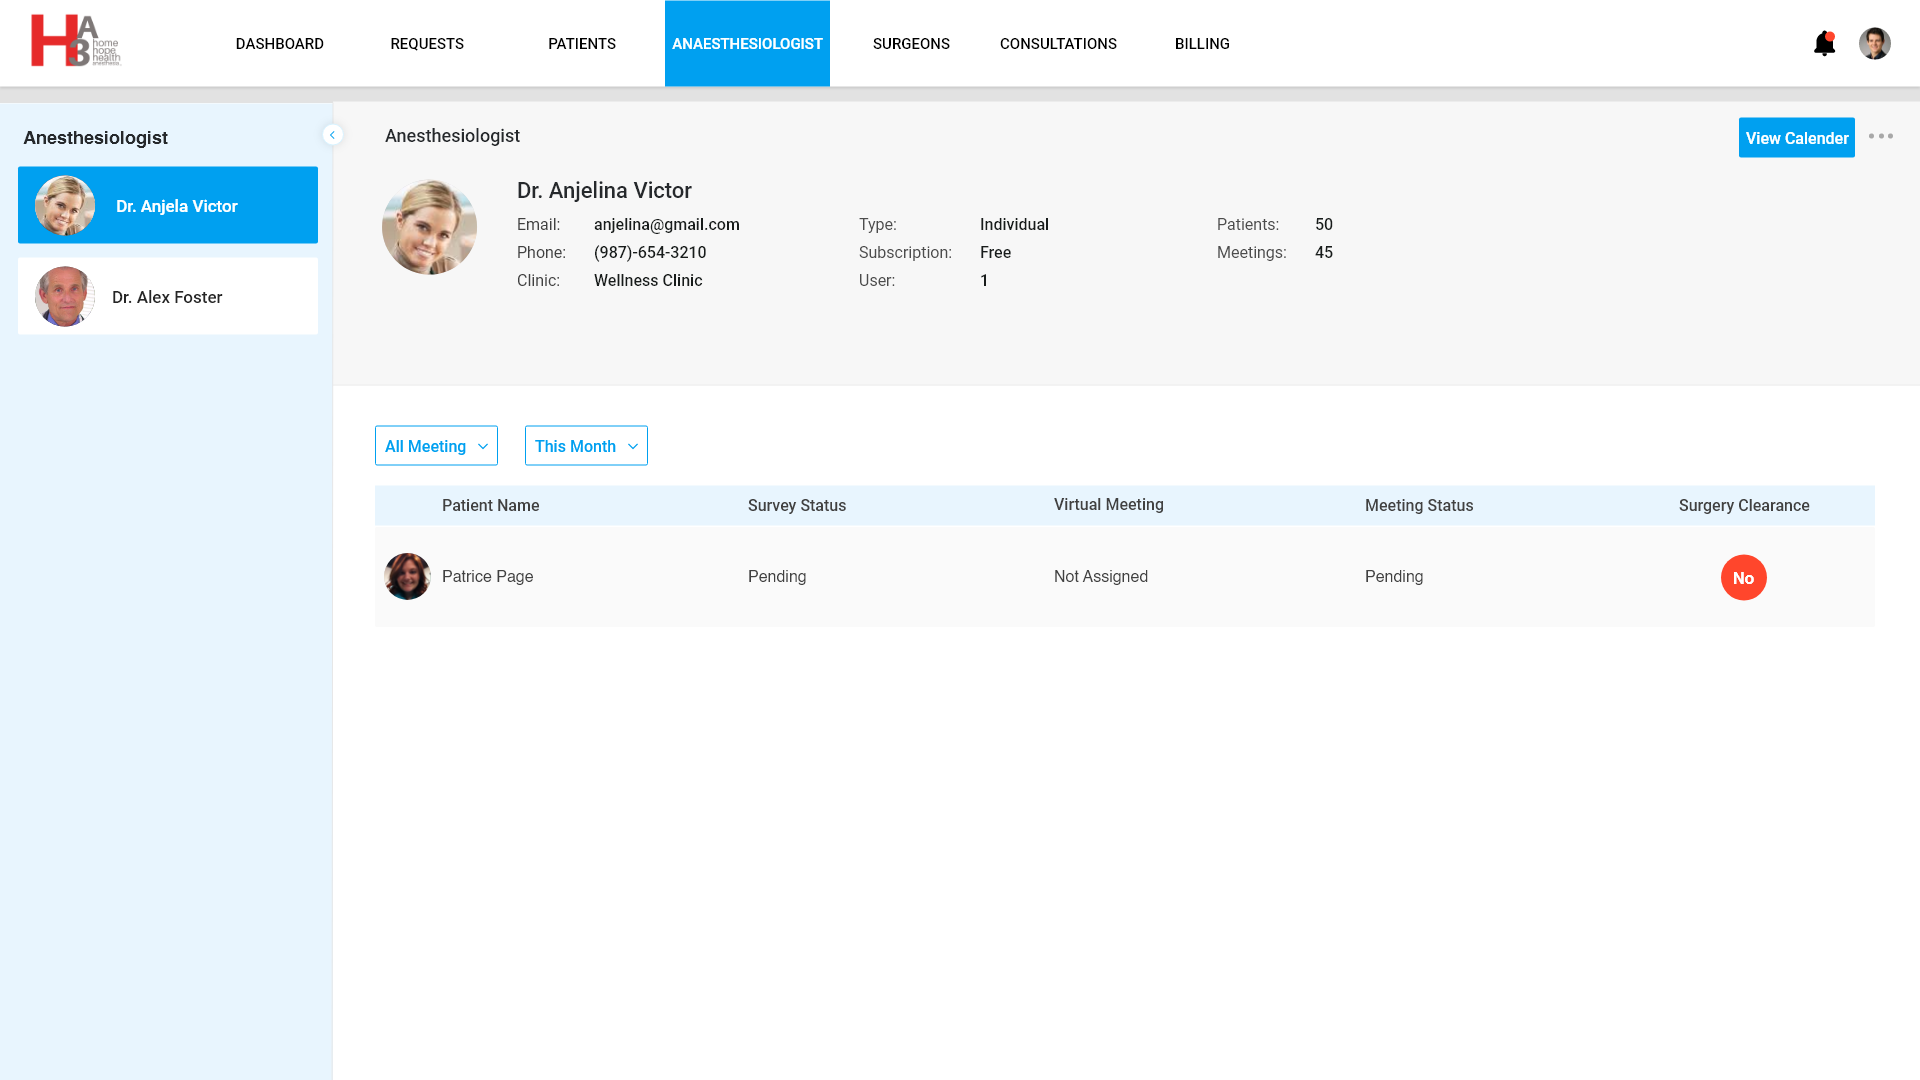 HA3 home hope health anesthesia.
DASHBOARD
REQUESTS
PATIENTS
ANAESTHESIOLOGIST
SURGEONS
CONSULTATIONS
BILLING
Anesthesiologist
Dr. Anjela Victor
Dr. Alex Foster
Anesthesiologist
View Calender
Dr. Anjelina Victor
Email: anjelina@gmail.com
Phone: (987)-654-3210
Clinic: Wellness Clinic
Type: Individual
Subscription: Free
User: 1
Patients: 50
Meetings: 45
All Meeting
This Month
Patient Name Survey Status Virtual Meeting Meeting Status Surgery Clearance
Patrice Page Pending Not Assigned Pending No